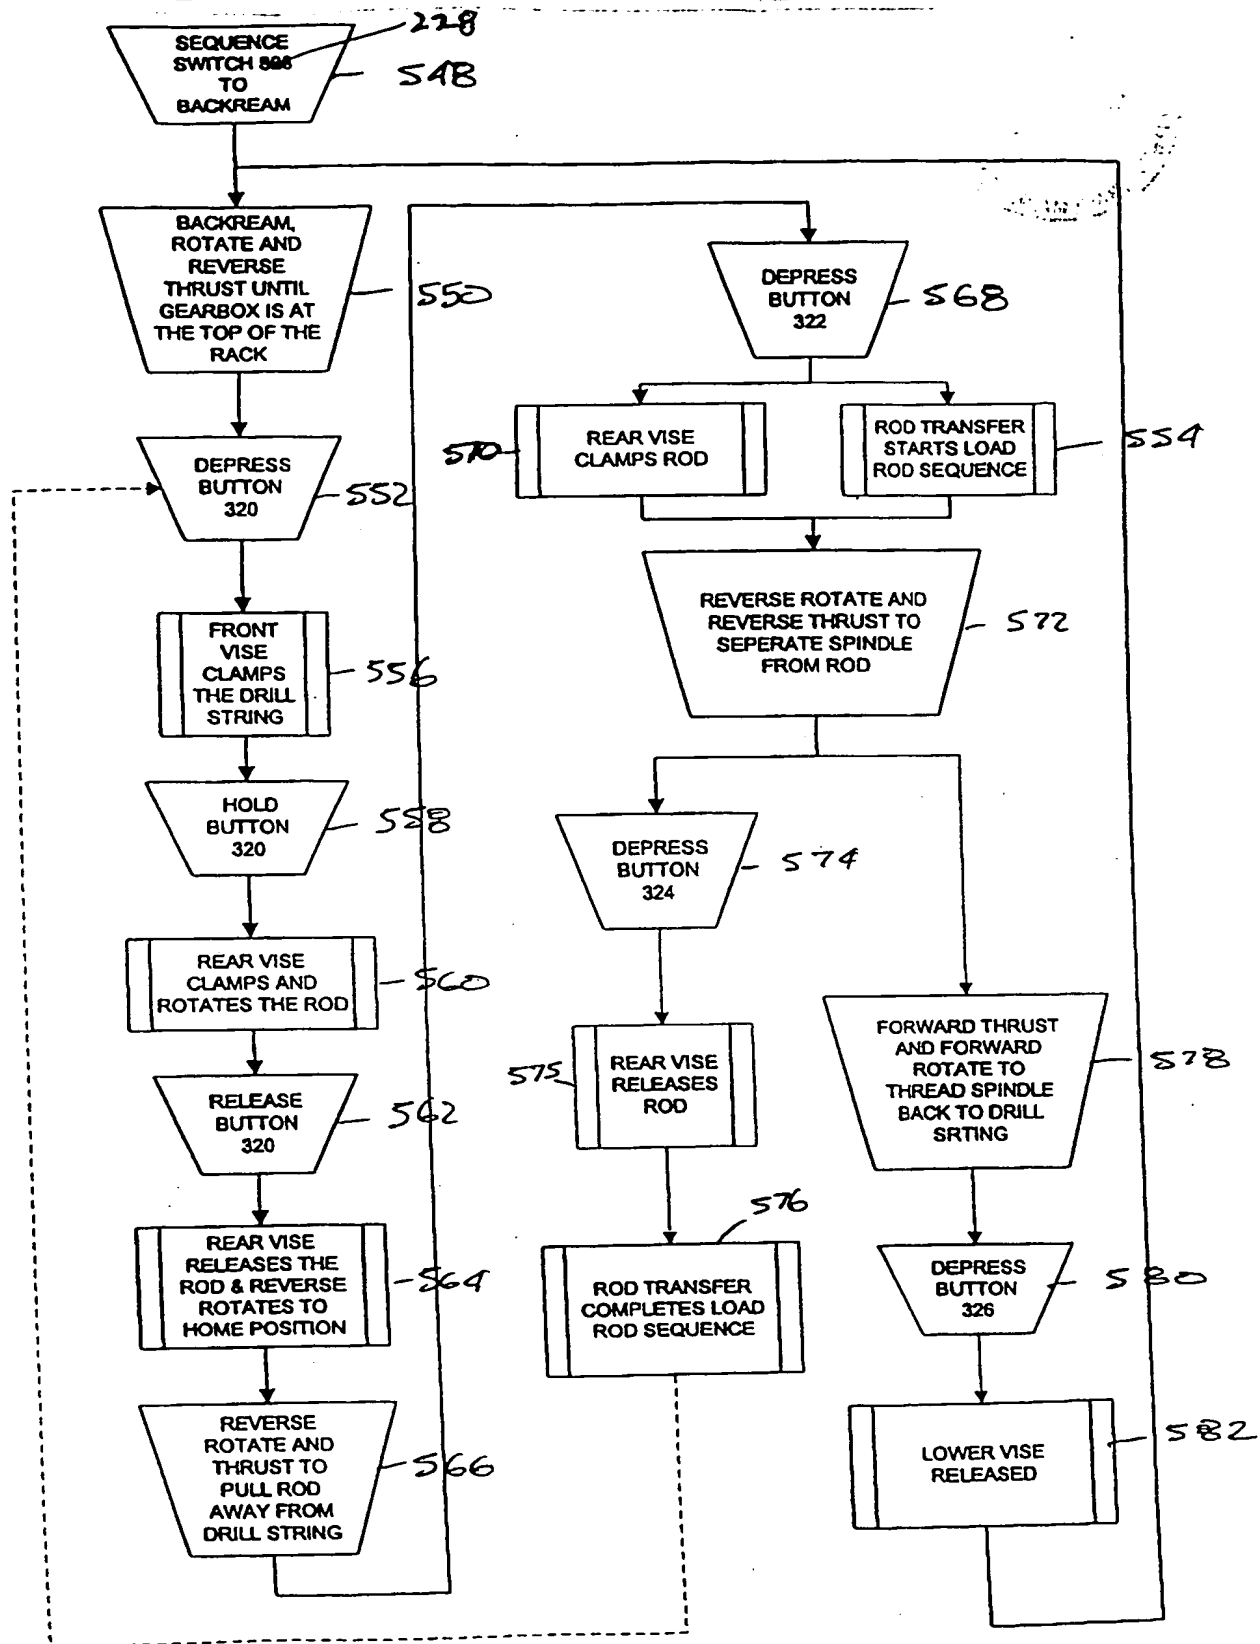 228
SEQUENCE
SWITCH
TO
BACKREAM
548
BACKREAM,
ROTATE AND
REVERSE
THRUST UNTIL
GEARBOX IS AT
THE TOP OF THE
RACK
550
DEPRESS
BUTTON
320
552
FRONT
VISE
CLAMPS
THE DRILL
STRING
556
HOLD
BUTTON
320
558
REAR VISE
CLAMPS AND
ROTATES THE ROD
560
RELEASE
BUTTON
320
562
REAR VISE
RELEASES THE
ROD & REVERSE
ROTATES TO
HOME POSITION
564
REVERSE
ROTATE AND
THRUST TO
PULL ROD
AWAY FROM
DRILL STRING
566
DEPRESS
BUTTON
322
568
570
REAR VISE
CLAMPS ROD
ROD TRANSFER
STARTS LOAD
ROD SEQUENCE
554
REVERSE ROTATE AND
REVERSE THRUST TO
SEPERATE SPINDLE
FROM ROD
572
DEPRESS
BUTTON
324
574
575
REAR VISE
RELEASES
ROD
576
ROD TRANSFER
COMPLETES LOAD
ROD SEQUENCE
FORWARD THRUST
AND FORWARD
ROTATE TO
THREAD SPINDLE
BACK TO DRILL
SRTING
578
DEPRESS
BUTTON
326
580
LOWER VISE
RELEASED
582